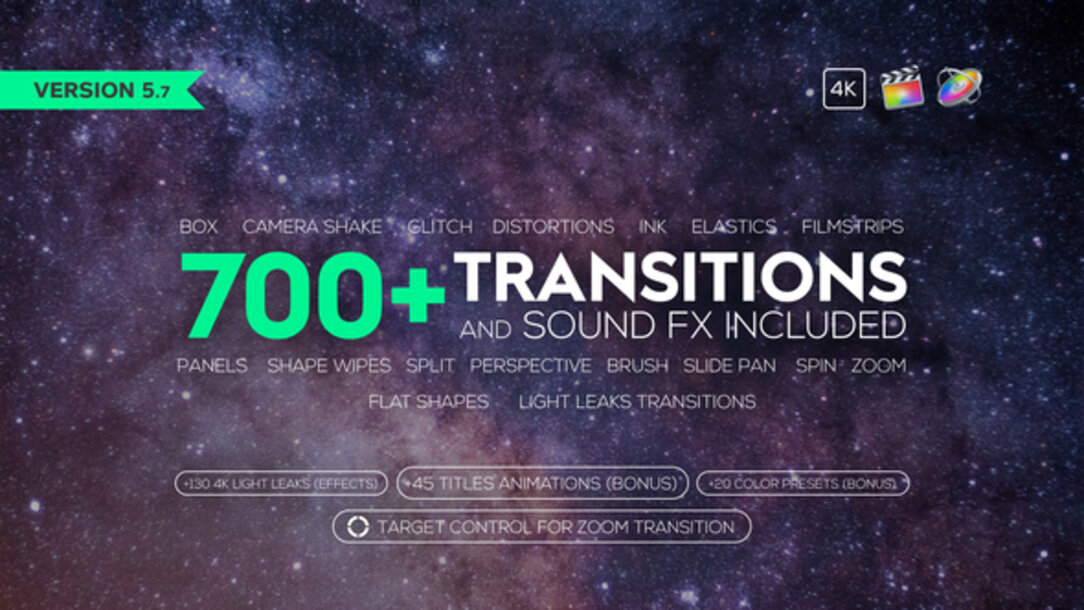 VERSION 5.7
4K
BOX CAMERA SHAKE GLITCH DISTORTIONS INK ELASTICS FILMSTRIPS
700+ TRANSITIONS
AND SOUND FX INCLUDED
PANELS SHAPE WIPES SPLIT PERSPECTIVE BRUSH SLIDE PAN SPIN ZOOM
FLAT SHAPES LIGHT LEAKS TRANSITIONS
+130 4K LIGHT LEAKS (EFFECTS) +45 TITLES ANIMATIONS (BONUS) +20 COLOR PRESETS (BONUS)
TARGET CONTROL FOR ZOOM TRANSITION